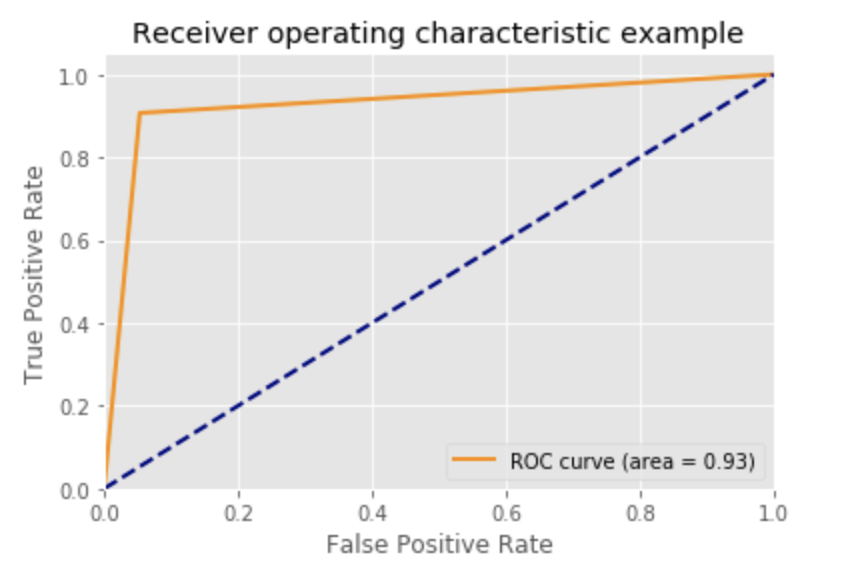 Receiver operating characteristic example
True Positive Rate
1.0
0.8
0.6
0.4
0.2
0.0
ROC curve (area = 0.93)
0.0 0.2 0.4 0.6 0.8 1.0
False Positive Rate